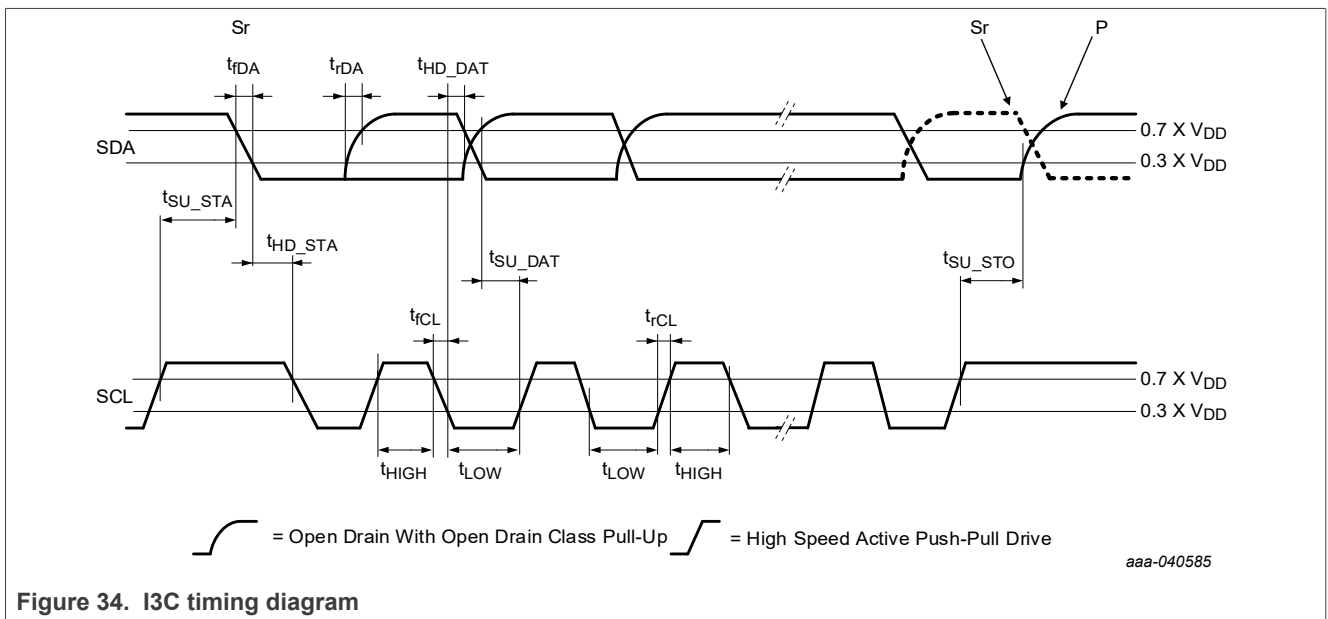 Sr
Sr
P
tfDA
trDA
tHD_DAT
0.7 X VDD
SDA
0.3 X VDD
tSU_STA
tHD_STA
tSU_DAT
tSU_STO
tfCL
trCL
0.7 X VDD
SCL
0.3 X VDD
tHIGH
tLOW
tLOW
tHIGH
= Open Drain With Open Drain Class Pull-Up
= High Speed Active Push-Pull Drive
aaa-040585
Figure 34. I3C timing diagram